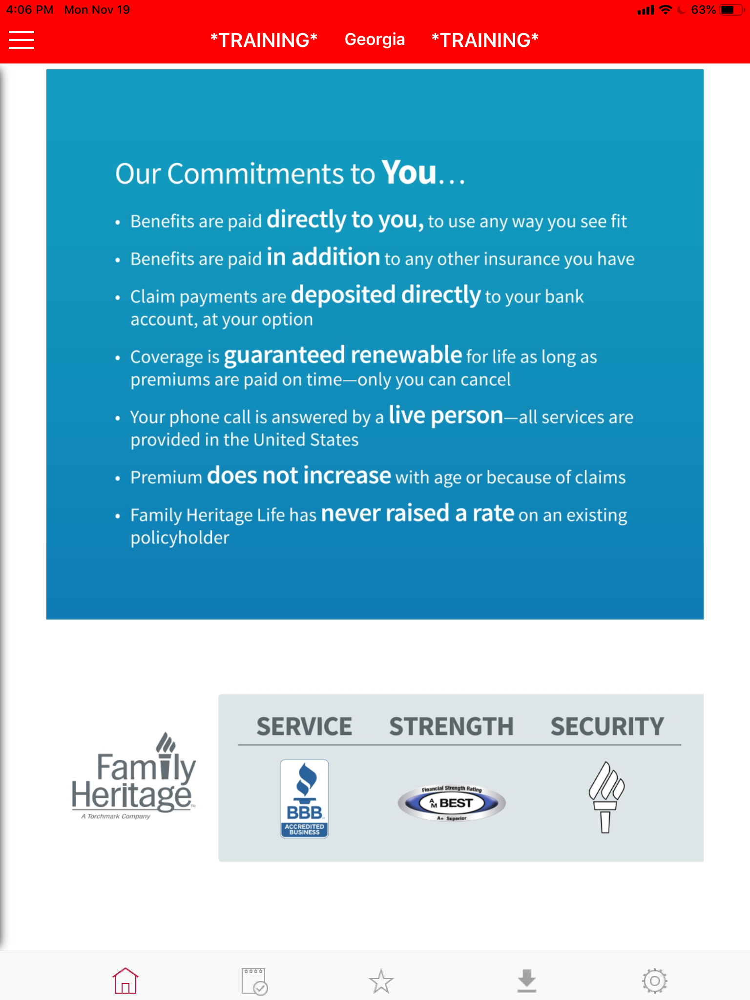 4:06 PM Mon Nov 19
63%
*TRAINING* Georgia *TRAINING*
Our Commitments to You...
• Benefits are paid directly to you, to use any way you see fit
• Benefits are paid in addition to any other insurance you have
• Claim payments are deposited directly to your bank
account, at your option
• Coverage is guaranteed renewable for life as long as
premiums are paid on time—only you can cancel
• Your phone call is answered by a live person—all services are
provided in the United States
• Premium does not increase with age or because of claims
• Family Heritage Life has never raised a rate on an existing
policyholder
Family
Heritage™
A Torchmark Company
SERVICE STRENGTH SECURITY
BBB
ACCREDITED
BUSINESS
Financial Strength Rating
AM BEST
A+ Superior